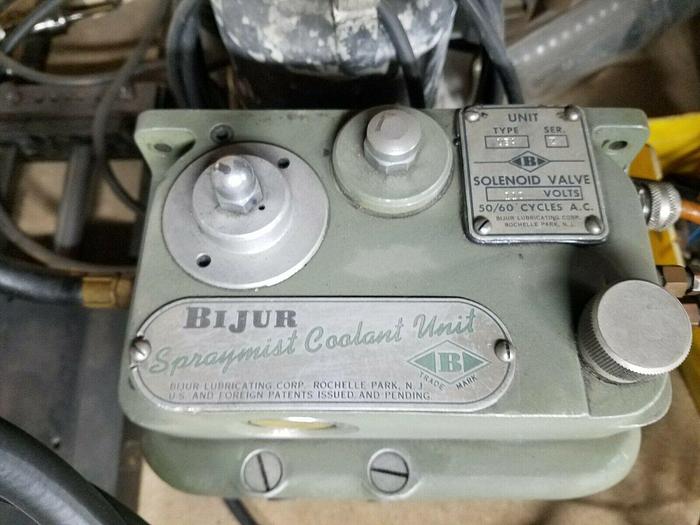 UNIT
TYPE SER.
B
SOLENOID VALVE
VOLTS
50/60 CYCLES A.C.
BIJUR LUBRICATING CORP.
ROCHELLE PARK, N.J.
BIJUR
Spraymist Coolant Unit
B
TRADE MARK
BIJUR LUBRICATING CORP. ROCHELLE PARK, N.J.
U.S. AND FOREIGN PATENTS ISSUED AND PENDING.